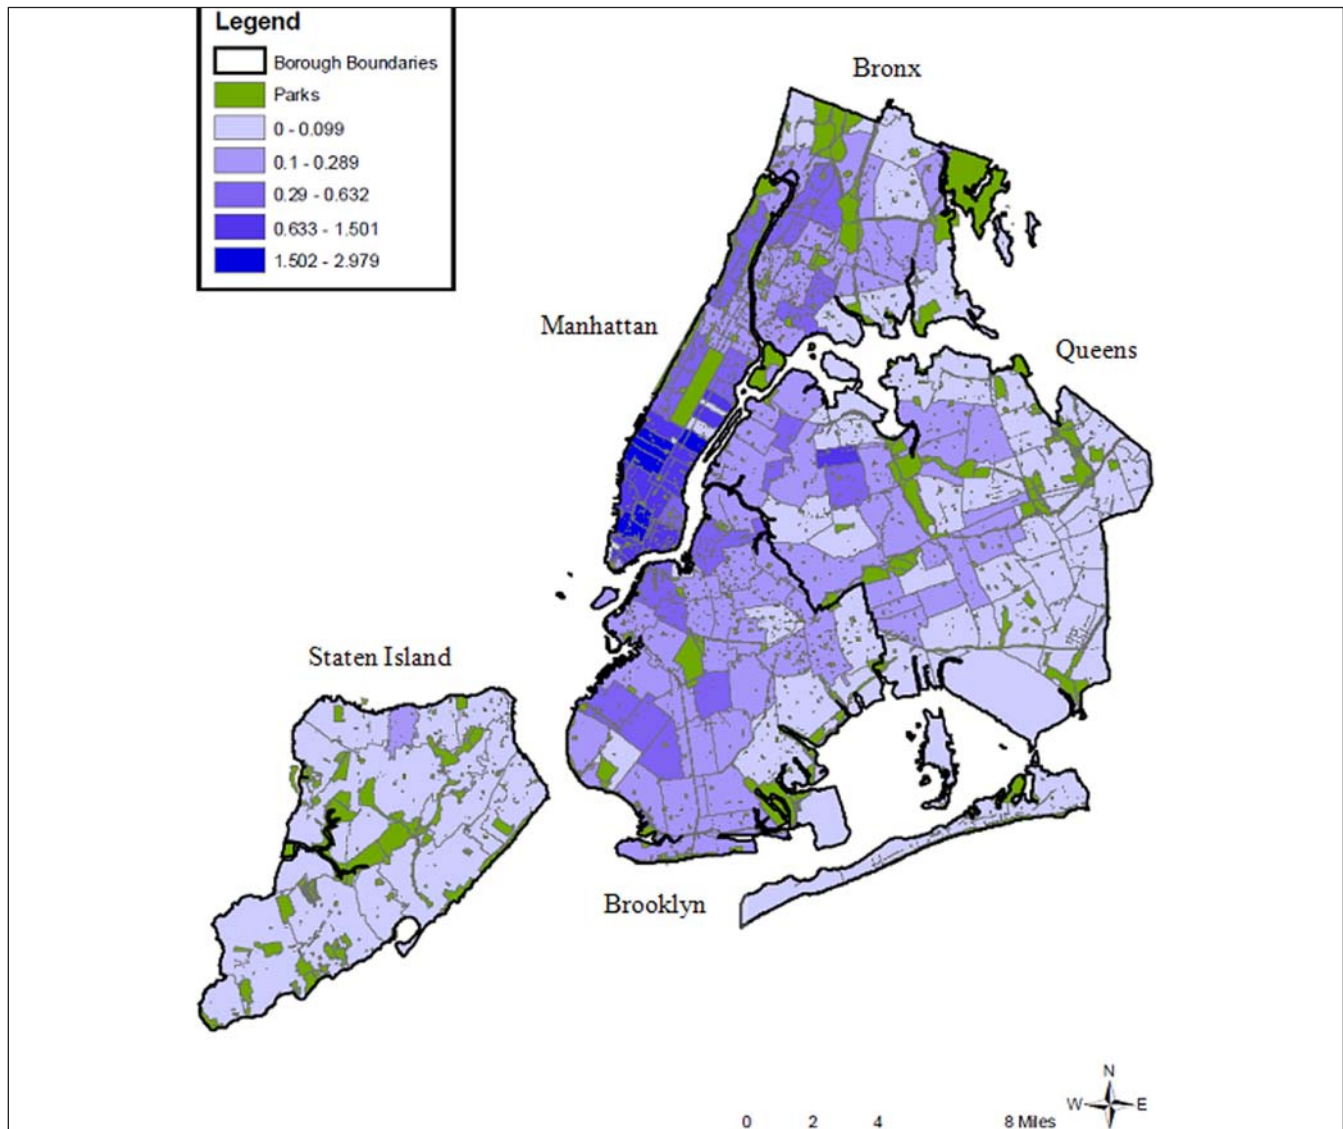 Legend
Borough Boundaries
Parks
0 - 0.099
0.1 - 0.289
0.29 - 0.632
0.633 - 1.501
1.502 - 2.979
Bronx
Manhattan
Queens
Staten Island
Brooklyn
N
W E
S
0 2 4 8 Miles